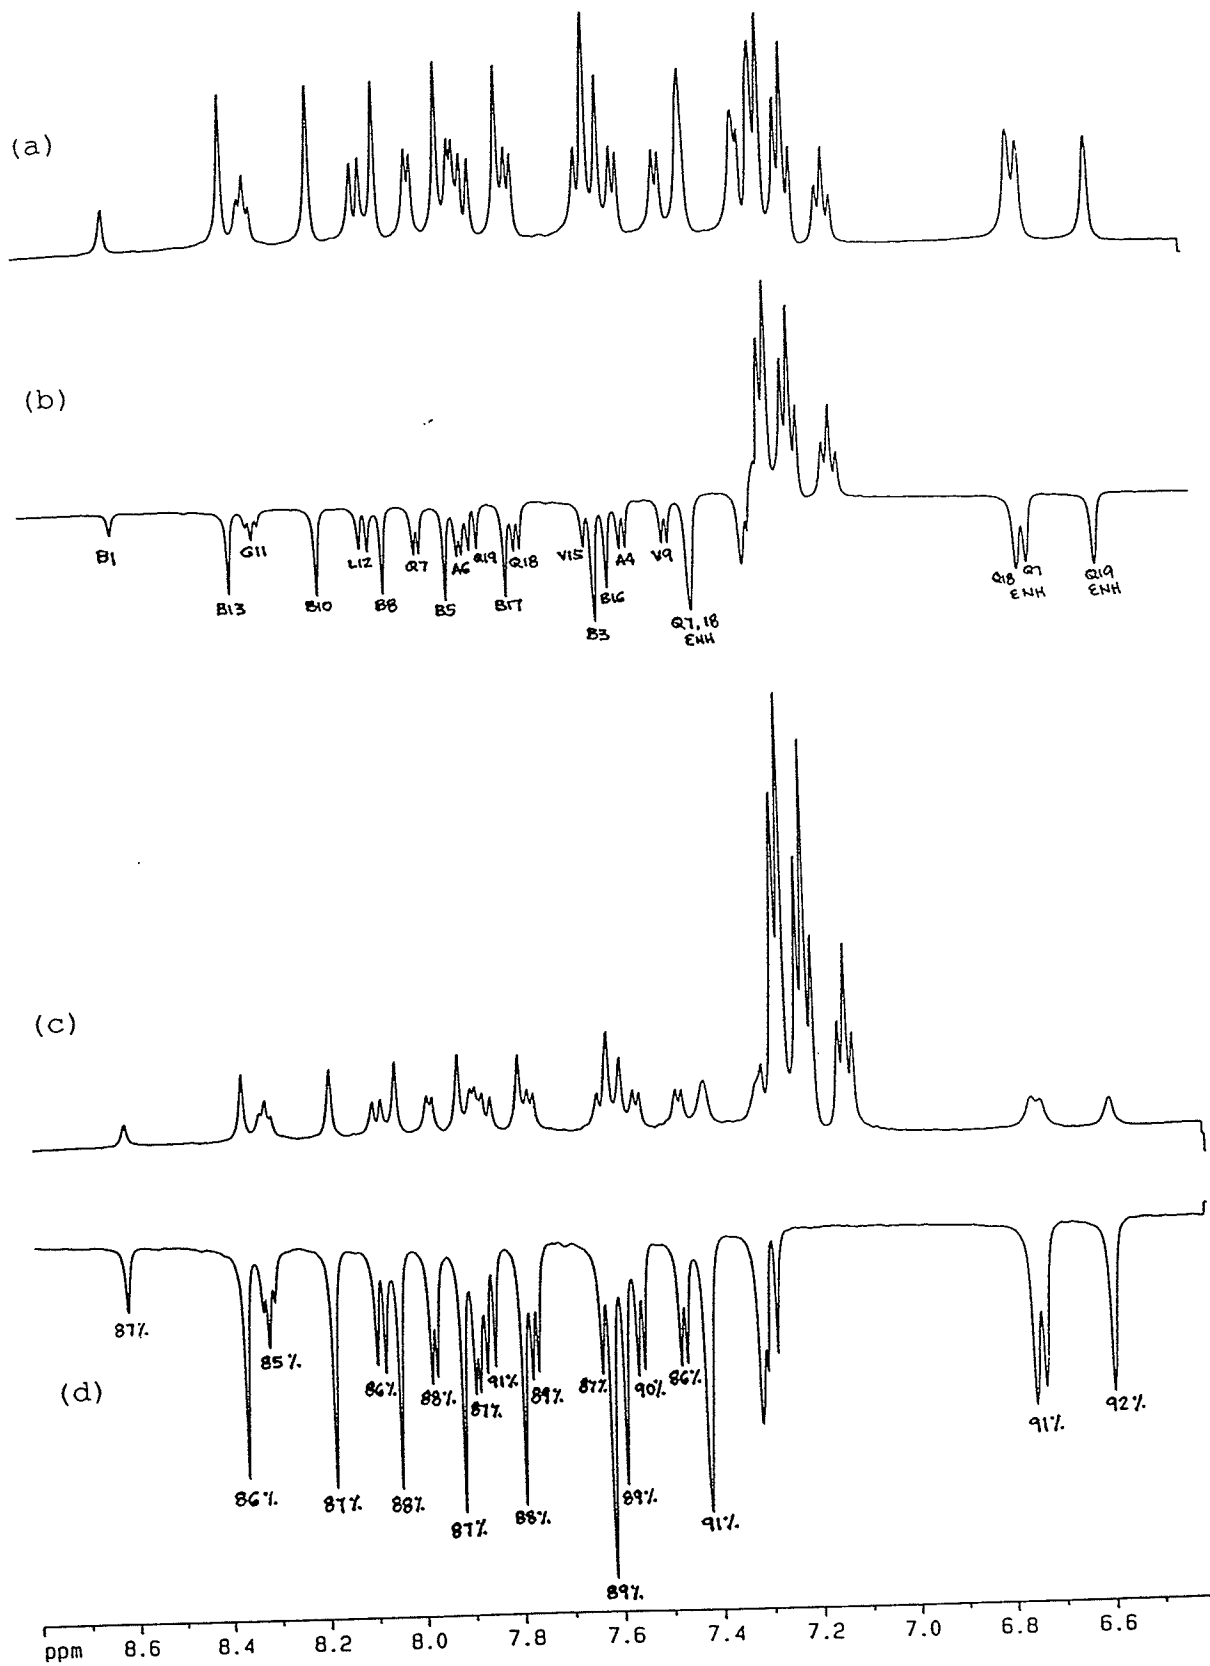 (a)
(b)
B1
B13
G11
B10
L12
B8
Q7
B5
A6
Q19
B17
Q18
V15
B3
B16
A4
V9
Q7,18
ENH
Q18 Q7
ENH
Q19
ENH
(c)
(d)
87%
86%
85%
87%
86%
88%
88%
87%
87%
91%
88%
89%
87%
89%
89%
90%
86%
91%
91%
92%
ppm 8.6 8.4 8.2 8.0 7.8 7.6 7.4 7.2 7.0 6.8 6.6